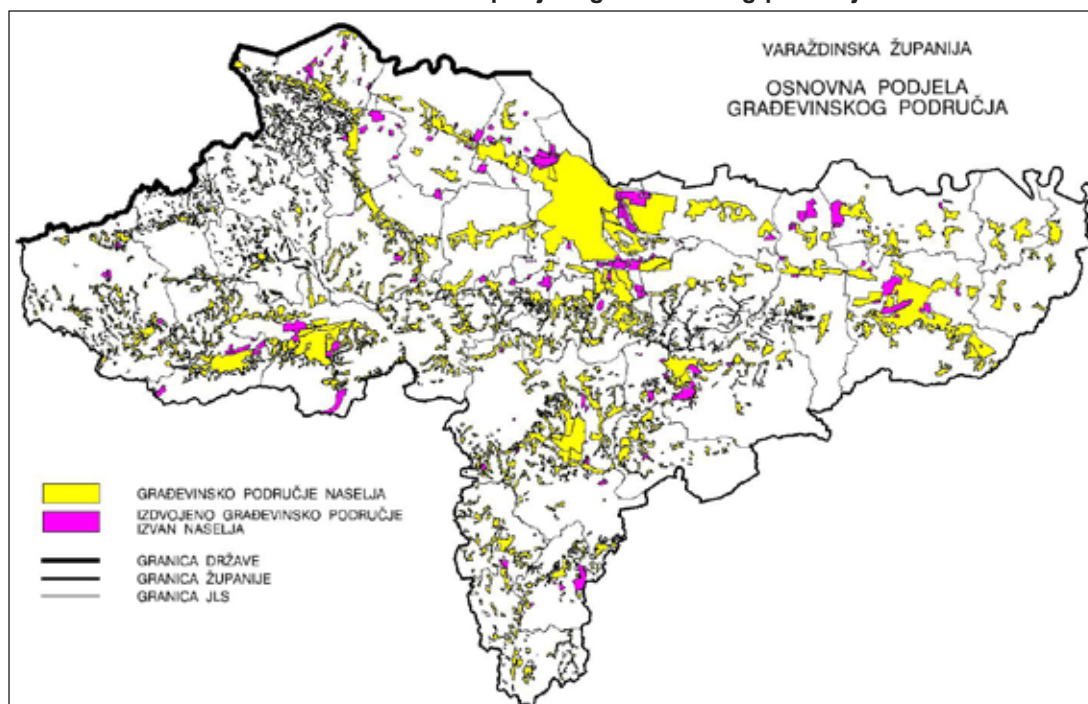 VARAŽDINSKA ŽUPANIJA
OSNOVNA PODJELA
GRAĐEVINSKOG PODRUČJA
GRAĐEVINSKO PODRUČJE NASELJA
IZDVOJENO GRAĐEVINSKO PODRUČJE
IZVAN NASELJA
GRANICA DRŽAVE
GRANICA ŽUPANIJE
GRANICA JLS